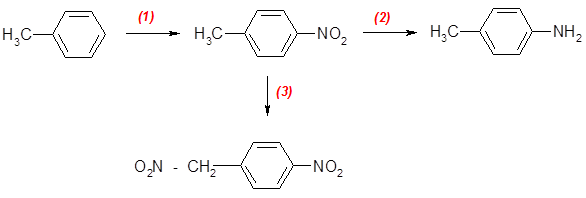 (1)
(2)
H₃C
H₃C
NO₂
H₃C
NH₂
(3)
O₂N - CH₂
NO₂